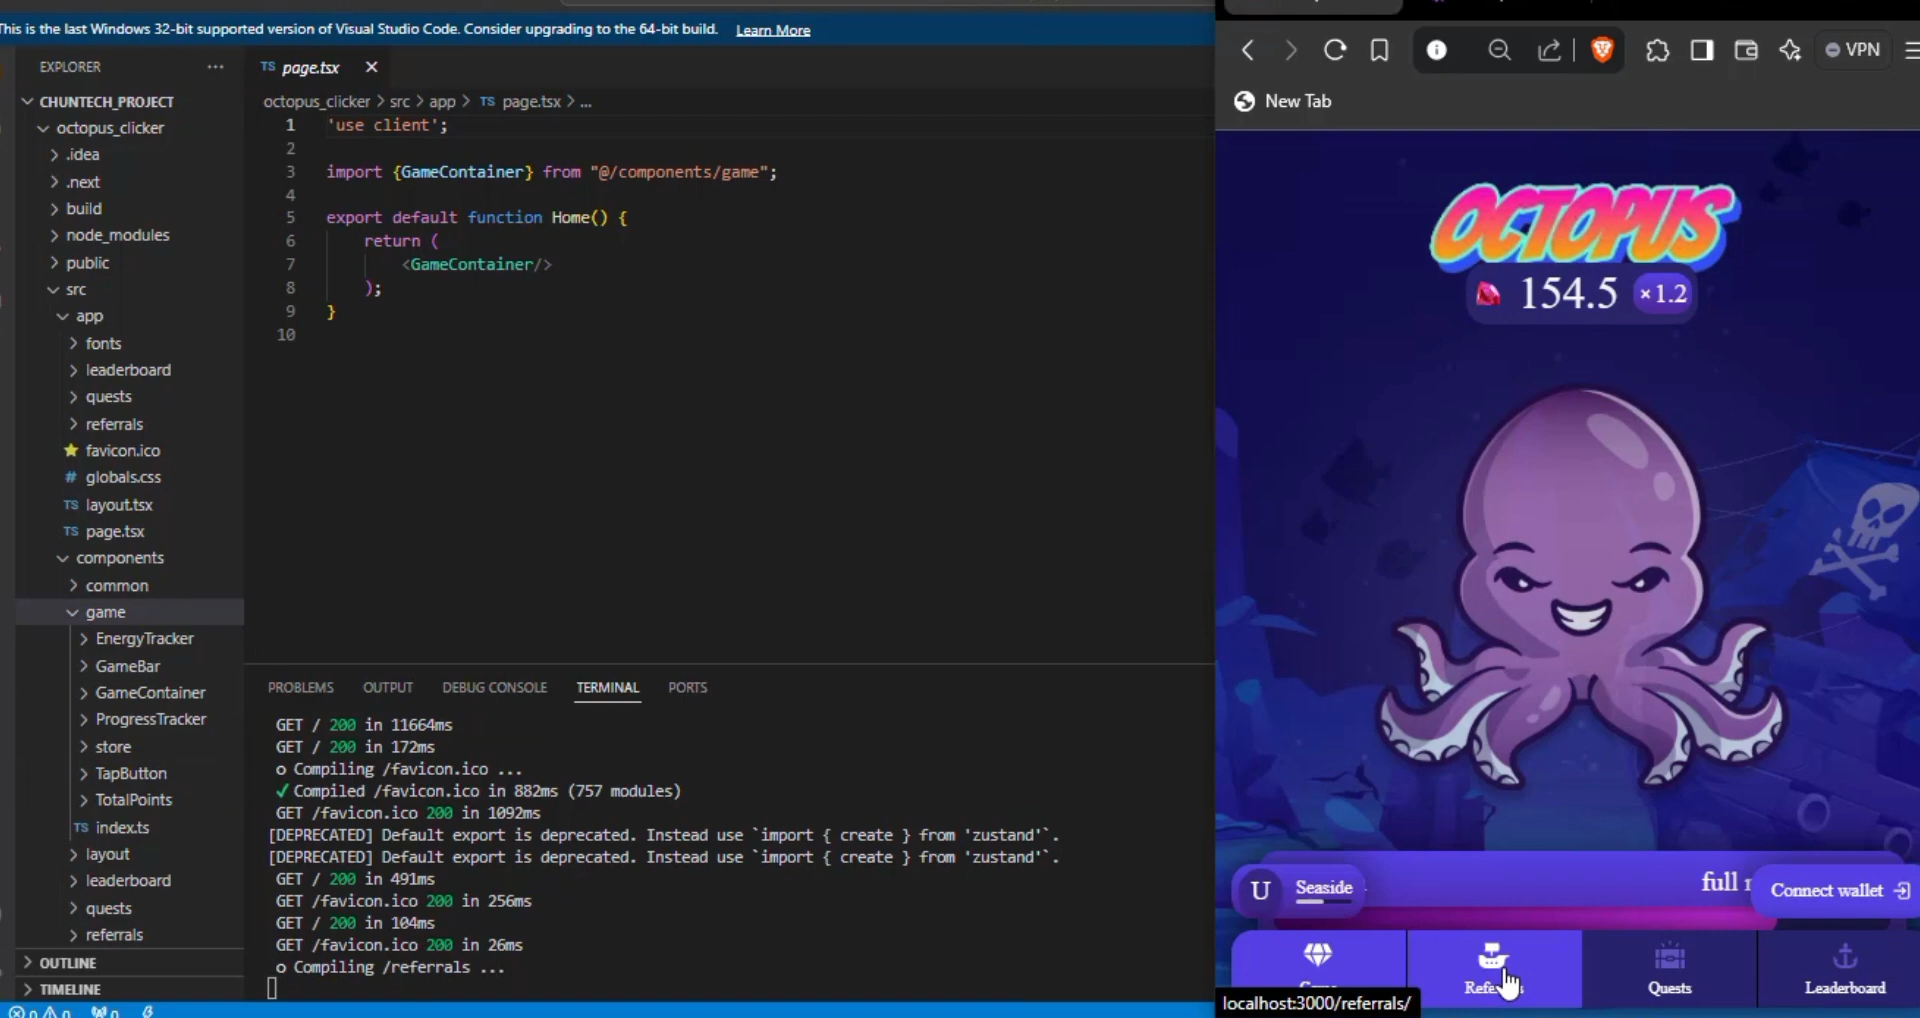 This is the last Windows 32-bit supported version of Visual Studio Code. Consider upgrading to the 64-bit build. Learn More
EXPLORER ...
CHUNTECH_PROJECT
octopus_clicker
.idea
.next
build
node_modules
public
src
app
fonts
leaderboard
quests
referrals
favicon.ico
# globals.css
TS layout.tsx
TS page.tsx
components
common
game
EnergyTracker
GameBar
GameContainer
ProgressTracker
store
TapButton
TotalPoints
TS index.ts
layout
leaderboard
quests
referrals
OUTLINE
TIMELINE
0 0 0
TS page.tsx
octopus_clicker > src > app > TS page.tsx > ...
1 'use client';
2
3 import {GameContainer} from "@/components/game";
4
5 export default function Home() {
6 return (
7 <GameContainer/>
8 );
9 }
10
PROBLEMS OUTPUT DEBUG CONSOLE TERMINAL PORTS
GET / 200 in 11664ms
GET / 200 in 172ms
o Compiling /favicon.ico ...
✓ Compiled /favicon.ico in 882ms (757 modules)
GET /favicon.ico 200 in 1092ms
[DEPRECATED] Default export is deprecated. Instead use `import { create } from 'zustand'`.
[DEPRECATED] Default export is deprecated. Instead use `import { create } from 'zustand'`.
GET / 200 in 491ms
GET /favicon.ico 200 in 256ms
GET / 200 in 104ms
GET /favicon.ico 200 in 26ms
o Compiling /referrals ...
VPN
New Tab
OCTOPUS
154.5 ×1.2
U Seaside
full
Connect wallet
Quests
Leaderboard
localhost:3000/referrals/